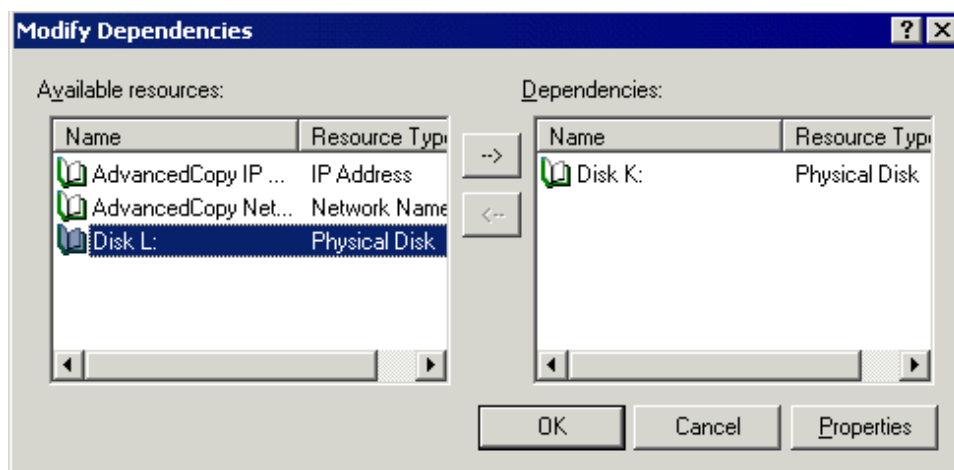 Modify Dependencies
Available resources:
Dependencies:
Name Resource Typ
AdvancedCopy IP ... IP Address
AdvancedCopy Net... Network Name
Disk L: Physical Disk
-->
<--
Name Resource Type
Disk K: Physical Disk
OK Cancel Properties